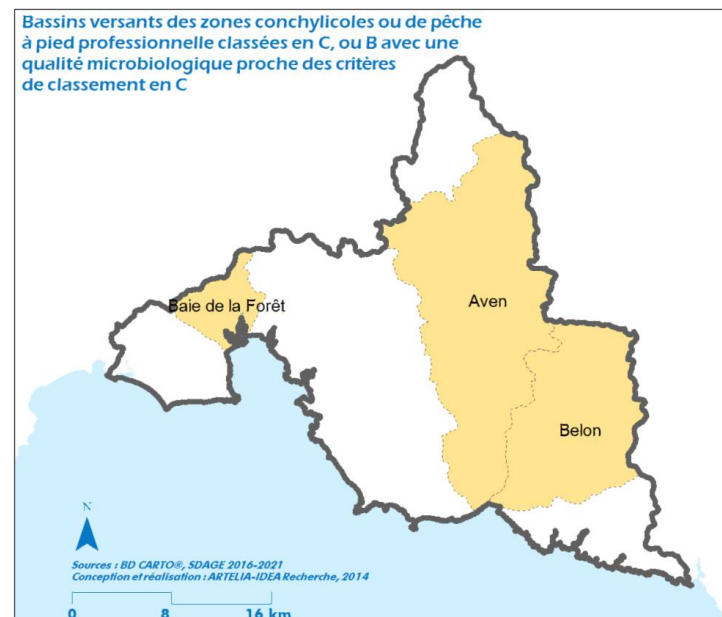 Bassins versants des zones conchylicoles ou de pêche
à pied professionnelle classées en C, ou B avec une
qualité microbiologique proche des critères
de classement en C
Baie de la Forêt
Aven
Belon
N
Sources : BD CARTO®, SDAGE 2016-2021
Conception et réalisation : ARTELIA-IDEA Recherche, 2014
0 8 16 km